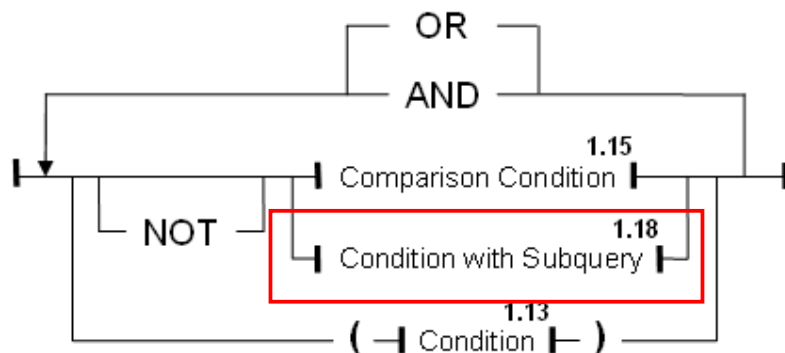 OR
AND
1.15
Comparison Condition
NOT
1.18
Condition with Subquery
1.13
( Condition )